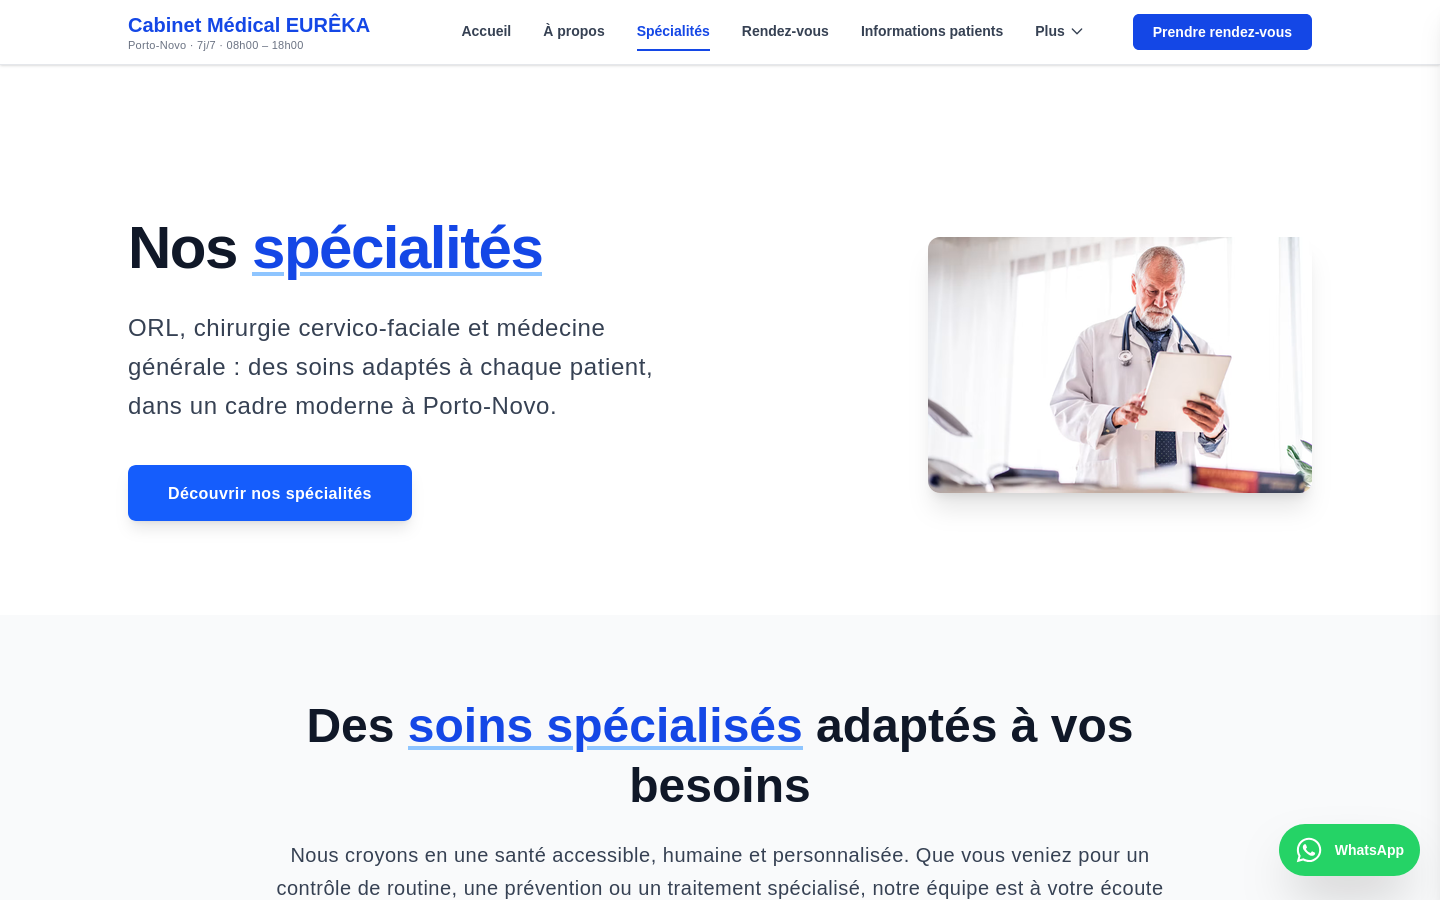 Cabinet Médical EURÊKA
Porto-Novo · 7j/7 · 08h00 – 18h00
Accueil
À propos
Spécialités
Rendez-vous
Informations patients
Plus
Prendre rendez-vous
Nos spécialités
ORL, chirurgie cervico-faciale et médecine
générale : des soins adaptés à chaque patient,
dans un cadre moderne à Porto-Novo.
Découvrir nos spécialités
Des soins spécialisés adaptés à vos
besoins
Nous croyons en une santé accessible, humaine et personnalisée. Que vous veniez pour un
contrôle de routine, une prévention ou un traitement spécialisé, notre équipe est à votre écoute
WhatsApp